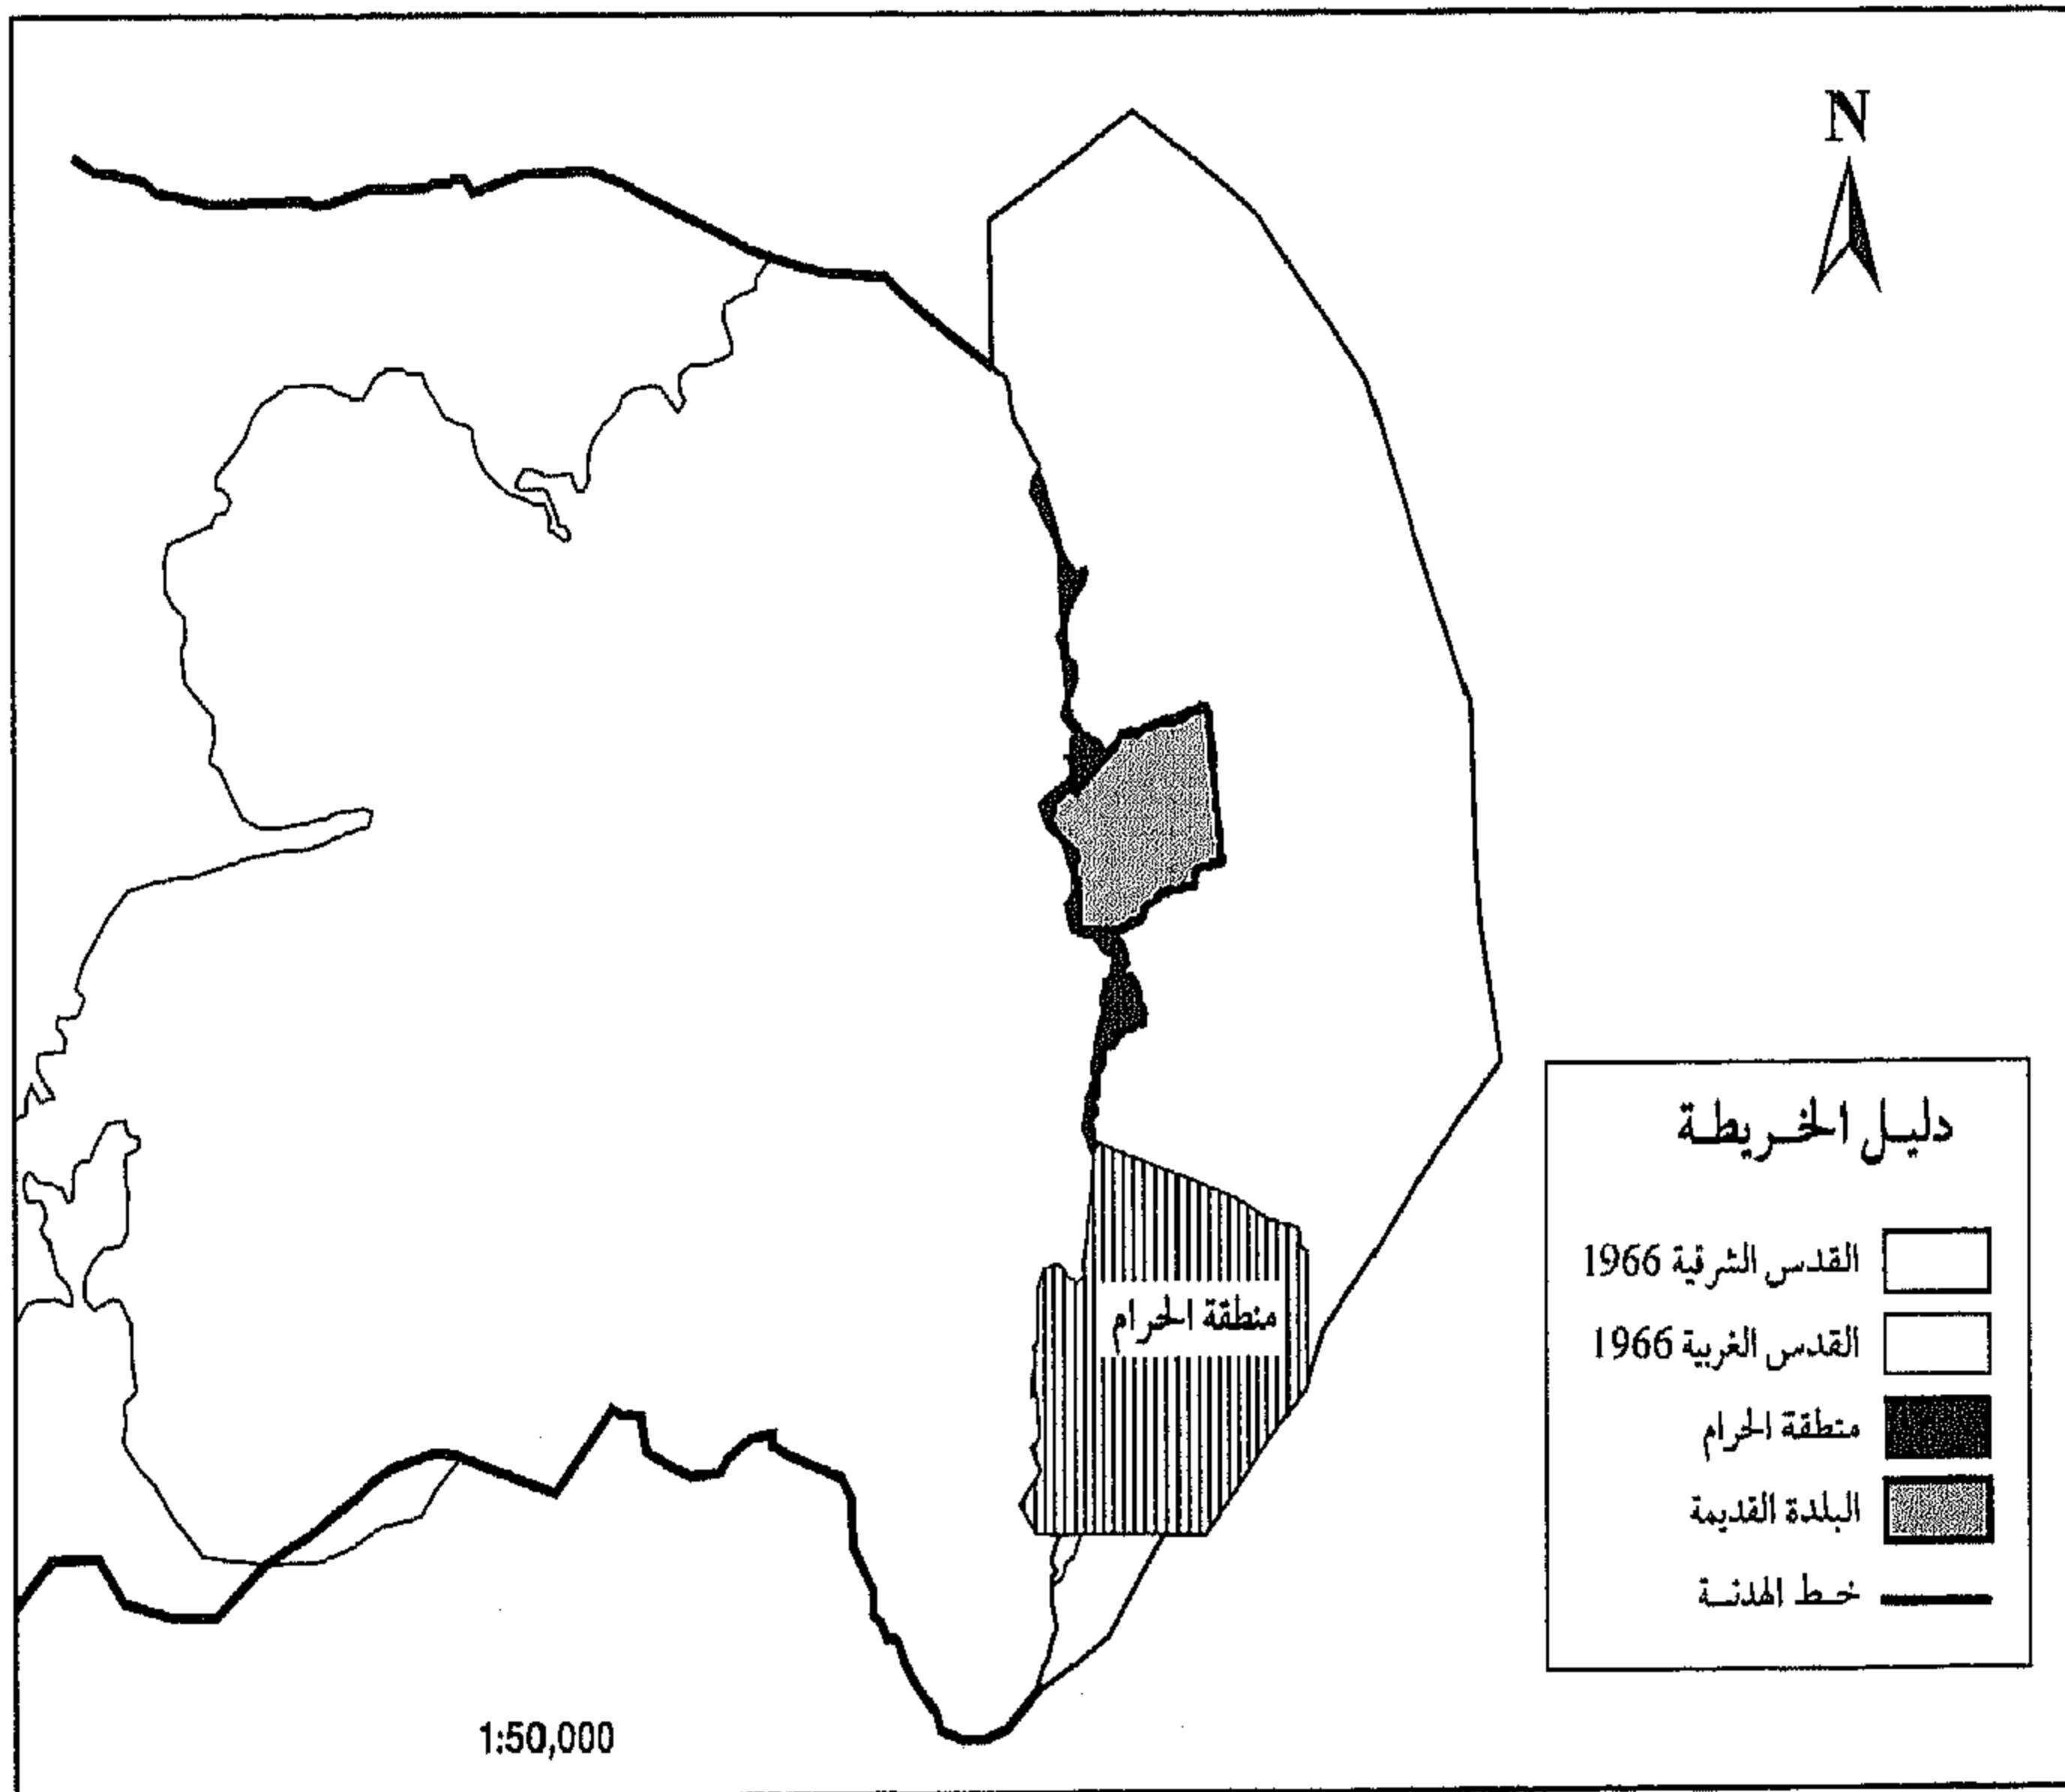 N
منطقة الحرام
دليل الخريطة
القدس الشرقية 1966
القدس الغربية 1966
منطقة الحرام
البلدة القديمة
خط الهدنة
1:50,000